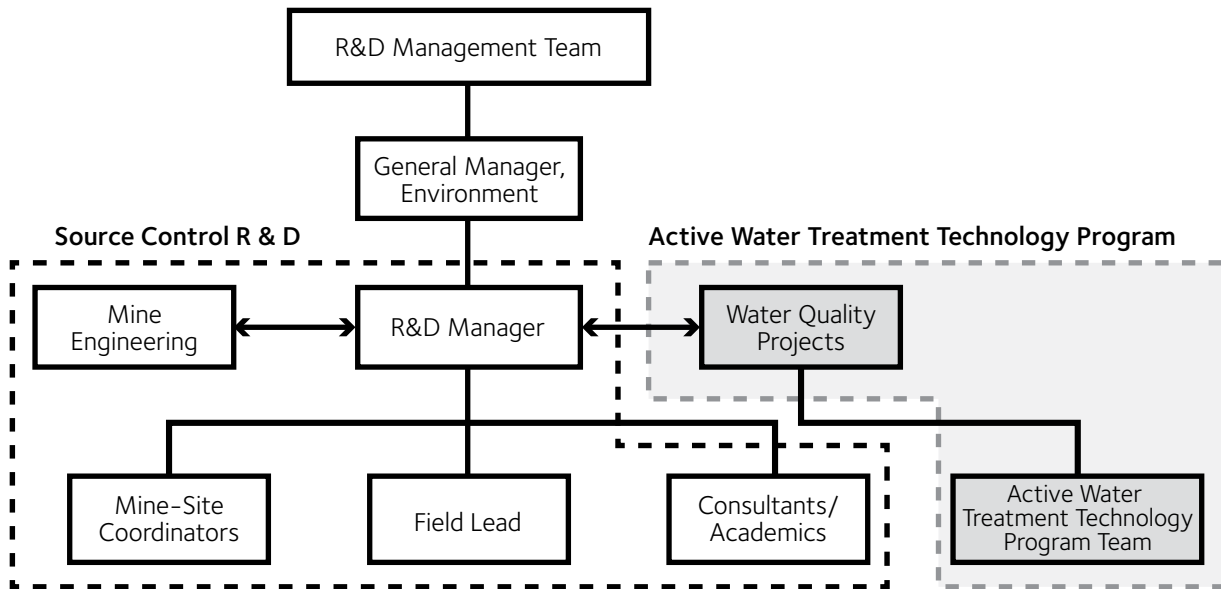 R&D Management Team
General Manager,
Environment
Source Control R & D
Active Water Treatment Technology Program
Mine
Engineering
R&D Manager
Water Quality
Projects
Mine-Site
Coordinators
Field Lead
Consultants/
Academics
Active Water
Treatment Technology
Program Team